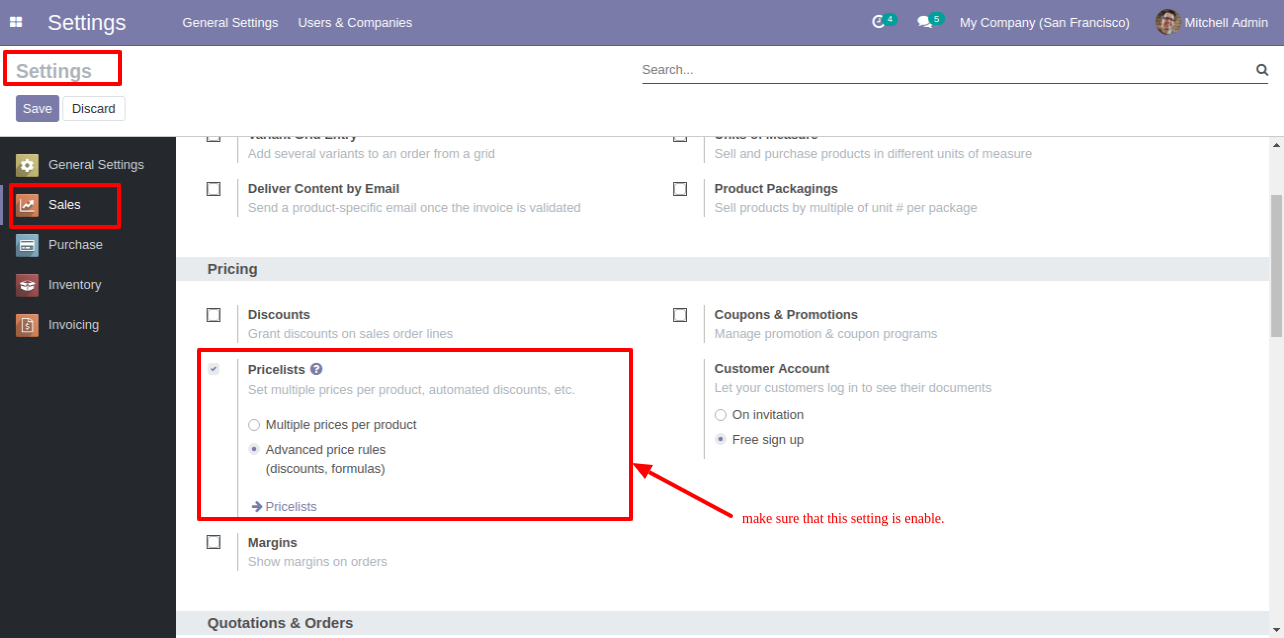 Settings General Settings Users & Companies 4 5 My Company (San Francisco) Mitchell Admin
Settings
Search...
Save Discard
General Settings
Sales
Purchase
Inventory
Invoicing
Variant Grid Entry
Add several variants to an order from a grid
Units of Measure
Sell and purchase products in different units of measure
Deliver Content by Email
Send a product-specific email once the invoice is validated
Product Packagings
Sell products by multiple of unit # per package
Pricing
Discounts
Grant discounts on sales order lines
Coupons & Promotions
Manage promotion & coupon programs
Pricelists ?
Set multiple prices per product, automated discounts, etc.
Multiple prices per product
Advanced price rules
(discounts, formulas)
Pricelists
Customer Account
Let your customers log in to see their documents
On invitation
Free sign up
make sure that this setting is enable.
Margins
Show margins on orders
Quotations & Orders